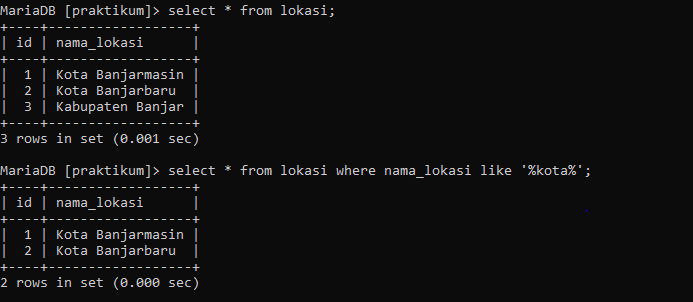 MariaDB [praktikum]> select * from lokasi;
+----+------------------+
| id | nama_lokasi      |
+----+------------------+
|  1 | Kota Banjarmasin |
|  2 | Kota Banjarbaru  |
|  3 | Kabupaten Banjar |
+----+------------------+
3 rows in set (0.001 sec)

MariaDB [praktikum]> select * from lokasi where nama_lokasi like '%kota%';
+----+------------------+
| id | nama_lokasi      |
+----+------------------+
|  1 | Kota Banjarmasin |
|  2 | Kota Banjarbaru  |
+----+------------------+
2 rows in set (0.000 sec)